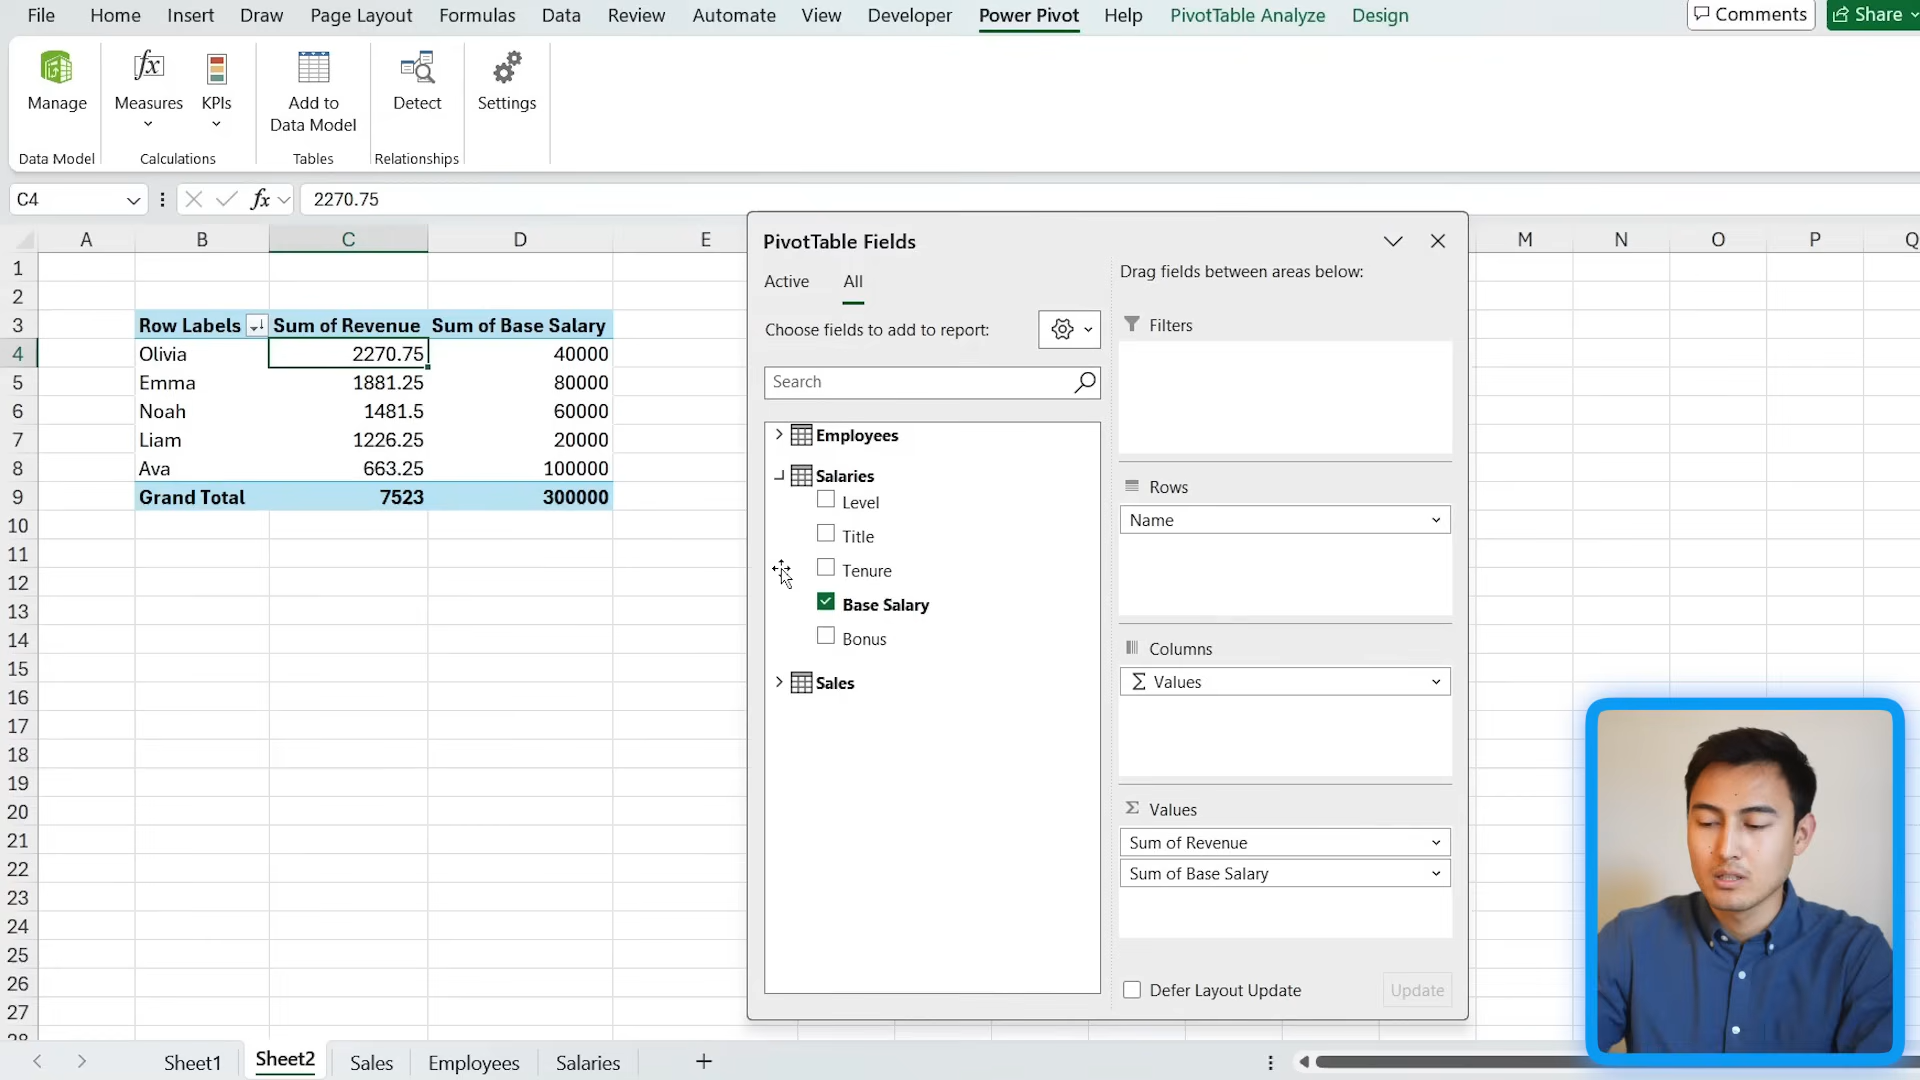 File Home Insert Draw Page Layout Formulas Data Review Automate View Developer Power Pivot Help PivotTable Analyze Design Comments Share
Manage Measures KPIs Add to Data Model Detect Settings
Data Model Calculations Tables Relationships
C4 fx 2270.75
A B C D E M N O P Q
1
2
3 Row Labels Sum of Revenue Sum of Base Salary
4 Olivia 2270.75 40000
5 Emma 1881.25 80000
6 Noah 1481.5 60000
7 Liam 1226.25 20000
8 Ava 663.25 100000
9 Grand Total 7523 300000
10
11
12
13
14
15
16
17
18
19
20
21
22
23
24
25
26
27
28
PivotTable Fields
Active All
Choose fields to add to report:
Search
Employees
Salaries
Level
Title
Tenure
Base Salary
Bonus
Sales
Drag fields between areas below:
Filters
Rows
Name
Columns
Σ Values
Σ Values
Sum of Revenue
Sum of Base Salary
Defer Layout Update Update
Sheet1 Sheet2 Sales Employees Salaries +